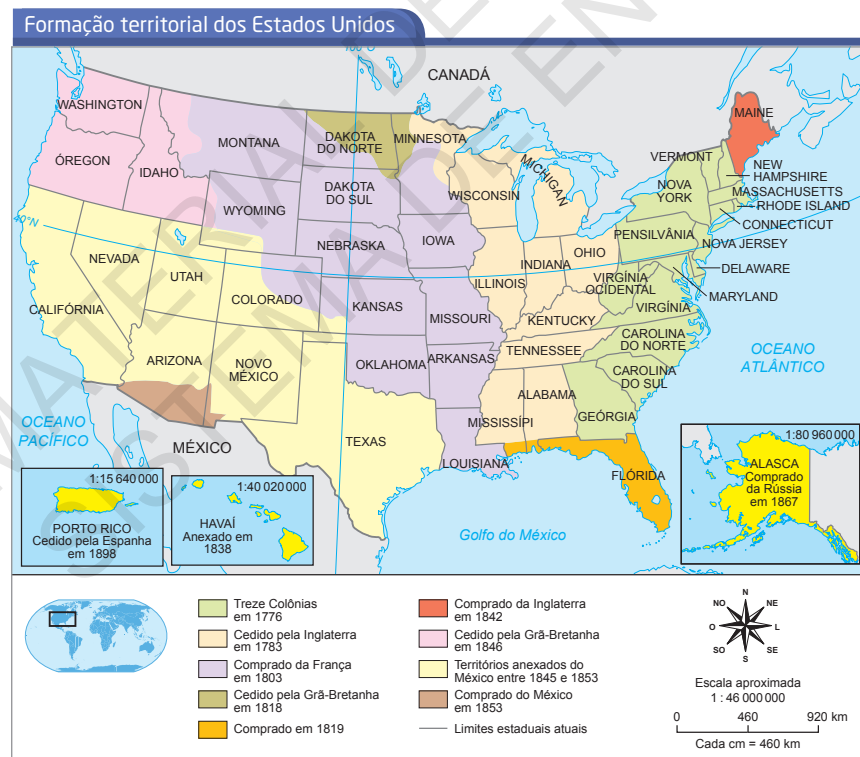 Formação territorial dos Estados Unidos
100°O
CANADÁ
WASHINGTON
MONTANA
DAKOTA
DO NORTE
MINNESOTA
MAINE
ÓREGON
IDAHO
VERMONT
NEW
HAMPSHIRE
MICHIGAN
WISCONSIN
DAKOTA
DO SUL
NOVA
YORK
MASSACHUSETTS
RHODE ISLAND
WYOMING
CONNECTICUT
40°N
NEBRASKA
IOWA
PENSILVÂNIA
NOVA JERSEY
NEVADA
UTAH
INDIANA
OHIO
DELAWARE
ILLINOIS
VIRGÍNIA
OCIDENTAL
MARYLAND
COLORADO
KANSAS
MISSOURI
VIRGÍNIA
CALIFÓRNIA
KENTUCKY
CAROLINA
DO NORTE
TENNESSEE
ARIZONA
NOVO
MÉXICO
OKLAHOMA
ARKANSAS
CAROLINA
DO SUL
OCEANO
ATLÂNTICO
ALABAMA
MISSISSÍPI
GEÓRGIA
OCEANO
PACÍFICO
MÉXICO
TEXAS
LOUISIANA
FLÓRIDA
Golfo do México
1:15 640 000
PORTO RICO
Cedido pela Espanha
em 1898
1:40 020 000
HAVAÍ
Anexado em
1838
1:80 960 000
ALASCA
Comprado
da Rússia
em 1867
Treze Colônias
em 1776
Cedido pela Inglaterra
em 1783
Comprado da França
em 1803
Cedido pela Grã-Bretanha
em 1818
Comprado em 1819
Comprado da Inglaterra
em 1842
Cedido pela Grã-Bretanha
em 1846
Territórios anexados do
México entre 1845 e 1853
Comprado do México
em 1853
Limites estaduais atuais
N
NO
NE
O
L
SO
SE
S
Escala aproximada
1 : 46 000 000
0 460 920 km
Cada cm = 460 km
MATERIAL DE
SISTEMA DE EN